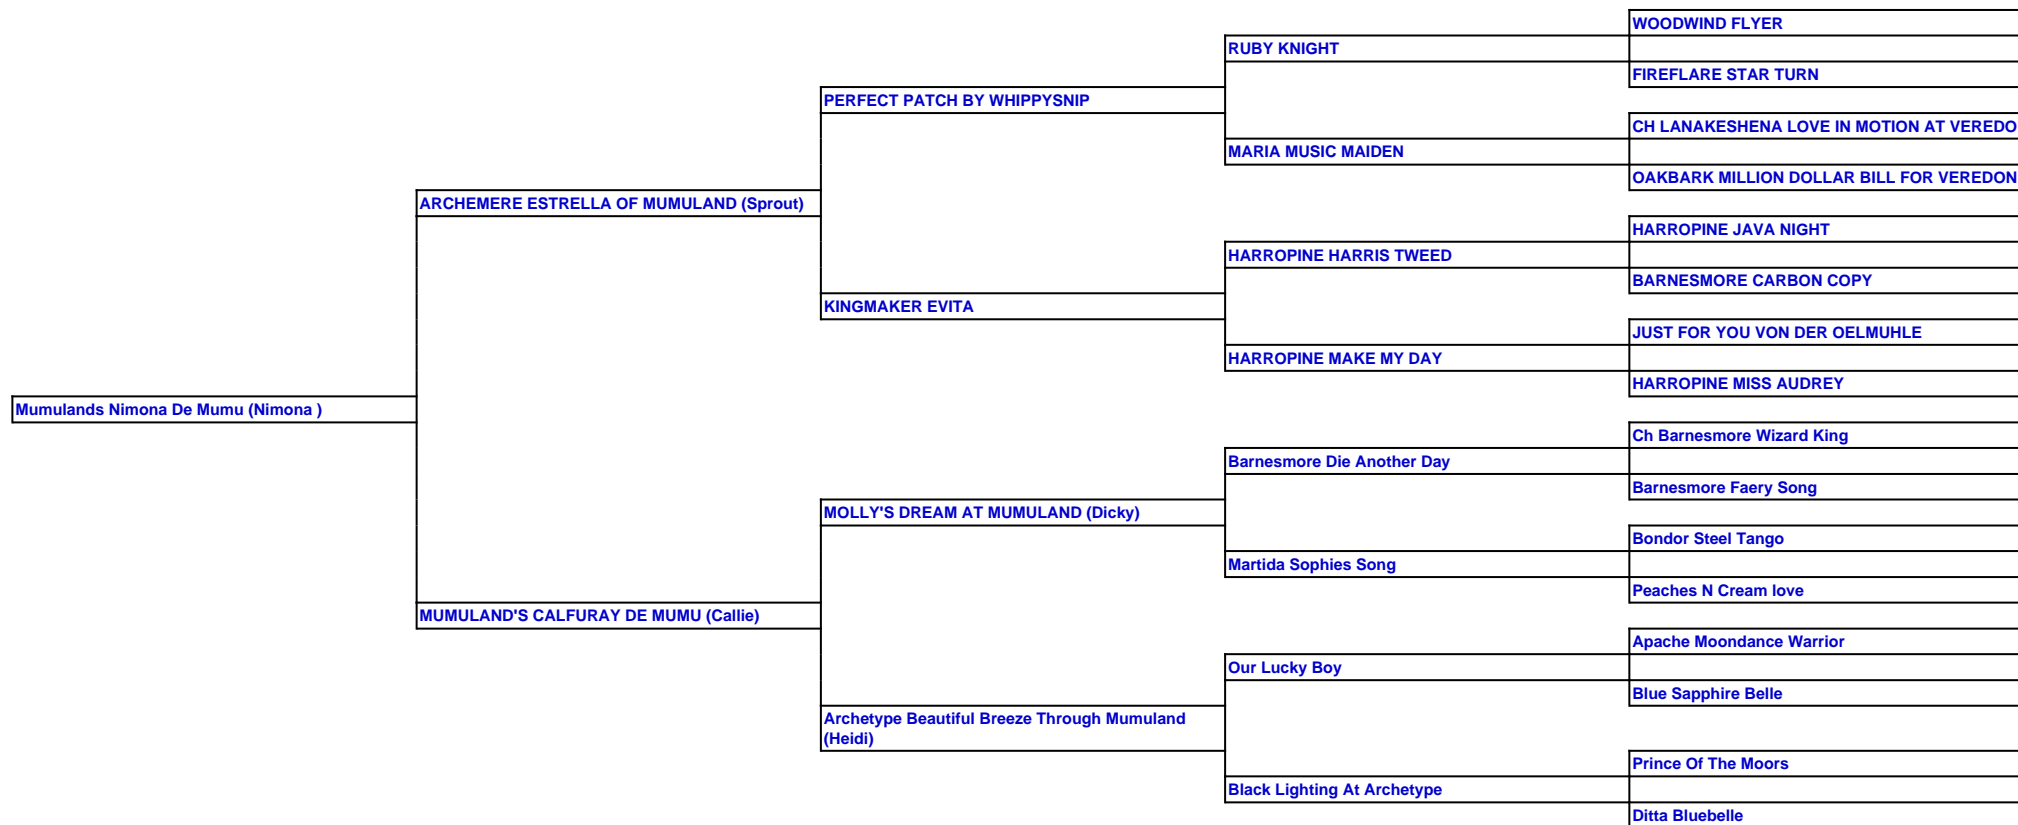 WOODWIND FLYER
RUBY KNIGHT
FIREFLARE STAR TURN
PERFECT PATCH BY WHIPPYSNIP
CH LANAKESHENA LOVE IN MOTION AT VEREDO
MARIA MUSIC MAIDEN
OAKBARK MILLION DOLLAR BILL FOR VEREDON
ARCHEMERE ESTRELLA OF MUMULAND (Sprout)
HARROPINE JAVA NIGHT
HARROPINE HARRIS TWEED
BARNESMORE CARBON COPY
KINGMAKER EVITA
JUST FOR YOU VON DER OELMUHLE
HARROPINE MAKE MY DAY
HARROPINE MISS AUDREY
Mumulands Nimona De Mumu (Nimona )
Ch Barnesmore Wizard King
Barnesmore Die Another Day
Barnesmore Faery Song
MOLLY'S DREAM AT MUMULAND (Dicky)
Bondor Steel Tango
Martida Sophies Song
Peaches N Cream love
MUMULAND'S CALFURAY DE MUMU (Callie)
Apache Moondance Warrior
Our Lucky Boy
Blue Sapphire Belle
Archetype Beautiful Breeze Through Mumuland
(Heidi)
Prince Of The Moors
Black Lighting At Archetype
Ditta Bluebelle